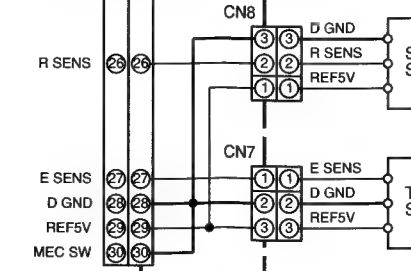 CN8
③ ③ D GND
R SENS ㉖ ㉖ ② ② R SENS
① ① REF5V
CN7
E SENS ㉗ ㉗ ① ① E SENS
D GND ㉘ ㉘ ② ② D GND
REF5V ㉙ ㉙ ③ ③ REF5V
MEC SW ㉚ ㉚